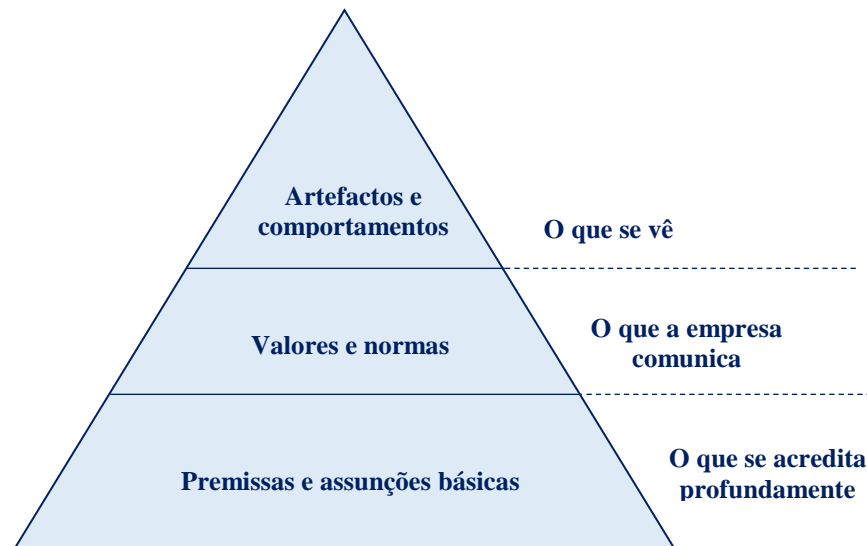 Artefactos e
comportamentos
O que se vê
Valores e normas
O que a empresa
comunica
Premissas e assunções básicas
O que se acredita
profundamente